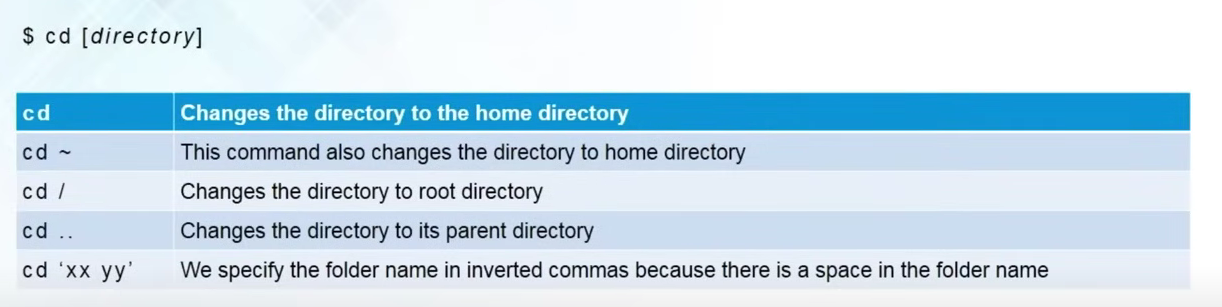 $ cd [directory]
cd Changes the directory to the home directory
cd ~ This command also changes the directory to home directory
cd / Changes the directory to root directory
cd .. Changes the directory to its parent directory
cd ‘xx yy’ We specify the folder name in inverted commas because there is a space in the folder name